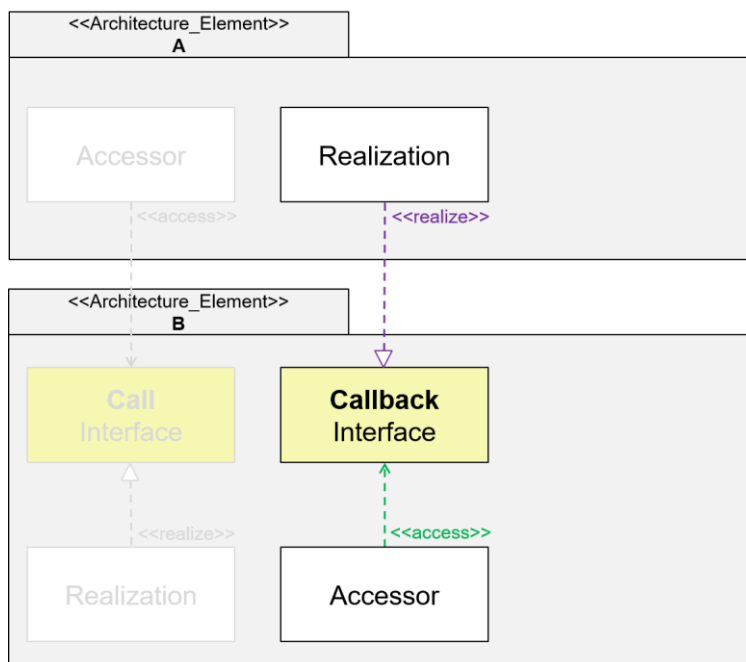 <<Architecture_Element>>
A
Accessor
Realization
<<access>>
<<realize>>
<<Architecture_Element>>
B
Call
Interface
Callback
Interface
<<realize>>
<<access>>
Realization
Accessor